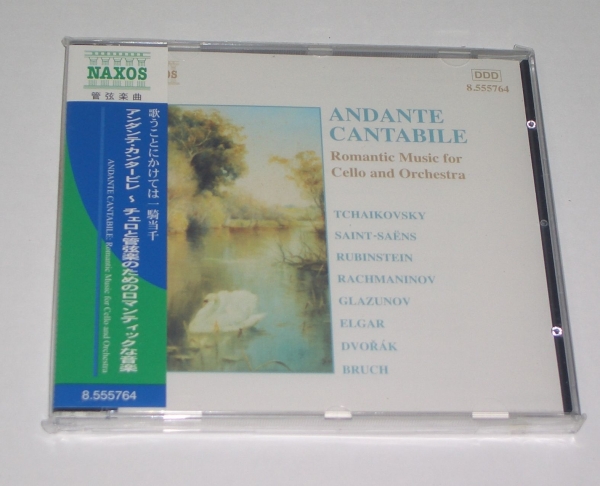 NAXOS
管弦楽曲
歌うことにかけては一騎当千
アンダンテ・カンタービレ~チェロと管弦楽のためのロマンティックな音楽
ANDANTE CANTABILE: Romantic Music for Cello and Orchestra
8.555764
XOS
DDD
8.555764
ANDANTE
CANTABILE
Romantic Music for
Cello and Orchestra
TCHAIKOVSKY
SAINT-SAËNS
RUBINSTEIN
RACHMANINOV
GLAZUNOV
ELGAR
DVOŘÁK
BRUCH